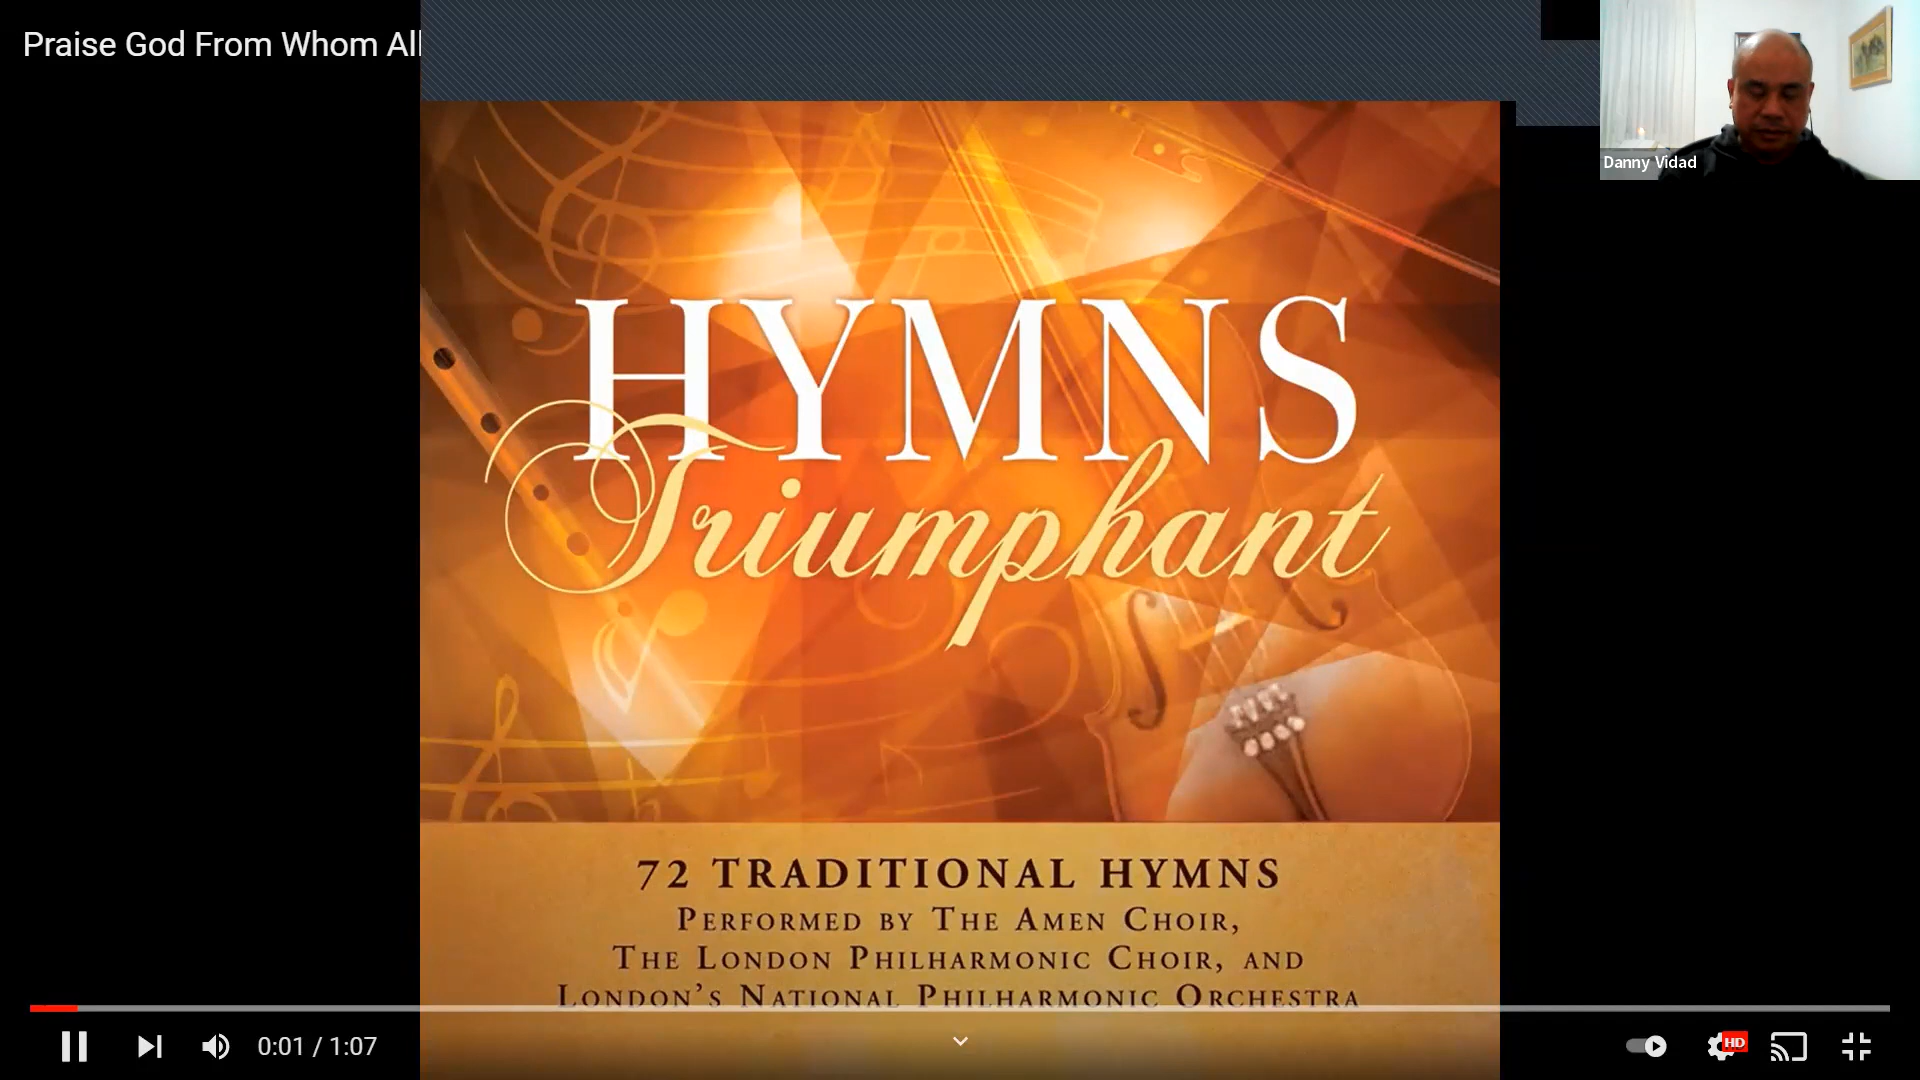 Praise God From Whom All
Danny Vidad
HYMNS
Triumphant
72 TRADITIONAL HYMNS
PERFORMED BY THE AMEN CHOIR,
THE LONDON PHILHARMONIC CHOIR, AND
LONDON'S NATIONAL PHILHARMONIC ORCHESTRA
0:01 / 1:07
HD